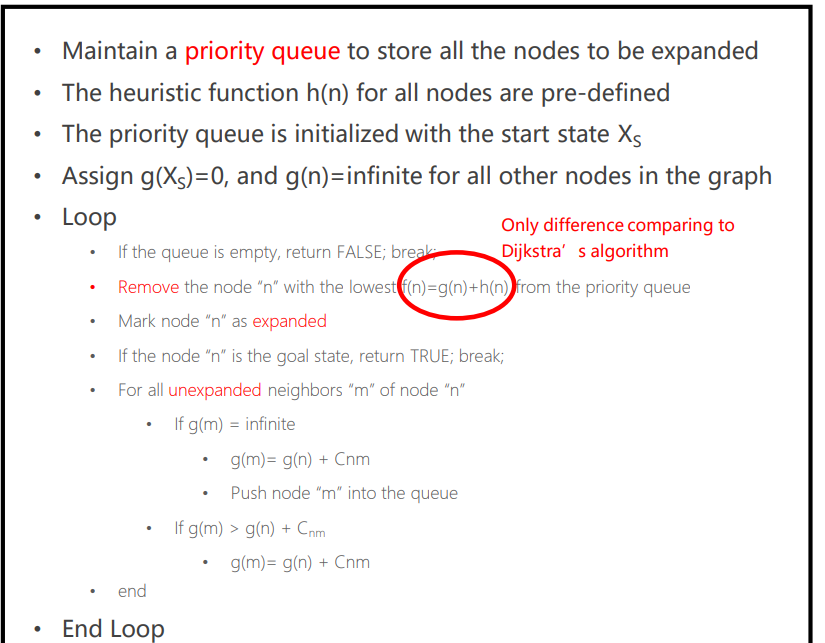 • Maintain a priority queue to store all the nodes to be expanded
• The heuristic function h(n) for all nodes are pre-defined
• The priority queue is initialized with the start state XS
• Assign g(XS)=0, and g(n)=infinite for all other nodes in the graph
• Loop
Only difference comparing to
Dijkstra’s algorithm
• If the queue is empty, return FALSE; break;
• Remove the node “n” with the lowest f(n)=g(n)+h(n) from the priority queue
• Mark node “n” as expanded
• If the node “n” is the goal state, return TRUE; break;
• For all unexpanded neighbors “m” of node “n”
• If g(m) = infinite
• g(m)= g(n) + Cnm
• Push node “m” into the queue
• If g(m) > g(n) + Cnm
• g(m)= g(n) + Cnm
• end
• End Loop